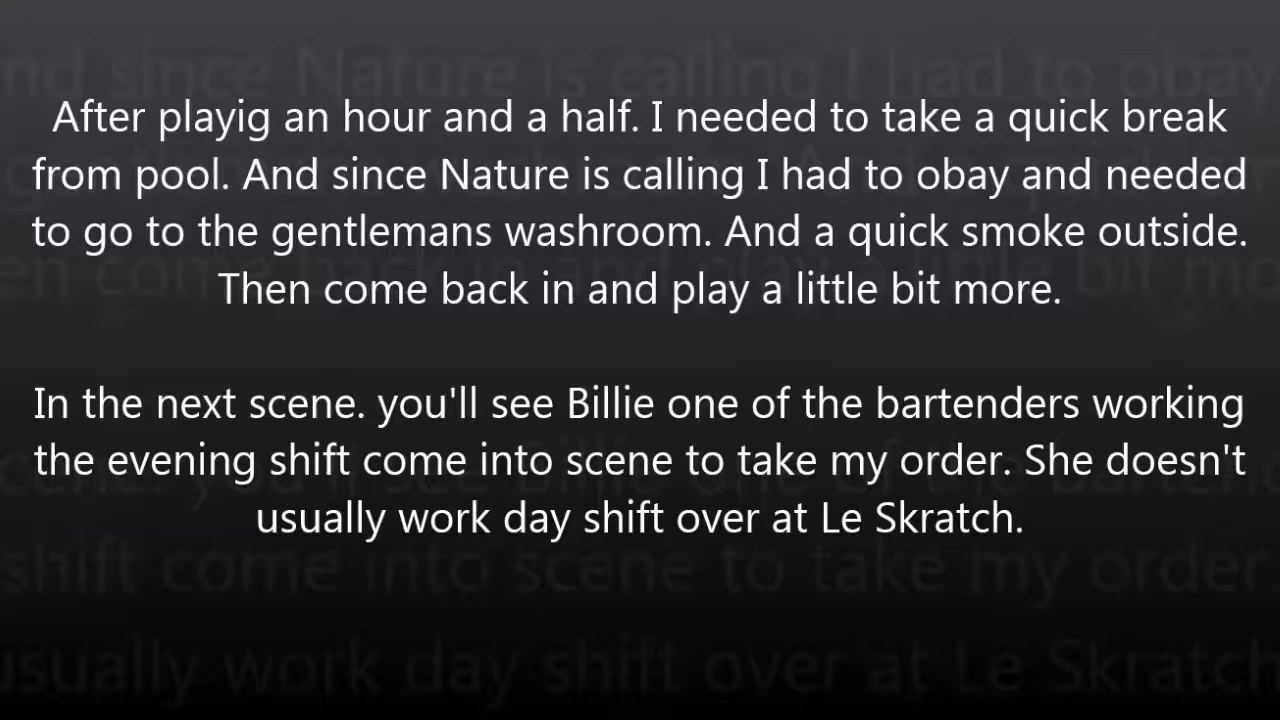 After playig an hour and a half. I needed to take a quick break
from pool. And since Nature is calling I had to obay and needed
to go to the gentlemans washroom. And a quick smoke outside.
Then come back in and play a little bit more.
In the next scene. you'll see Billie one of the bartenders working
the evening shift come into scene to take my order. She doesn't
usually work day shift over at Le Skratch.